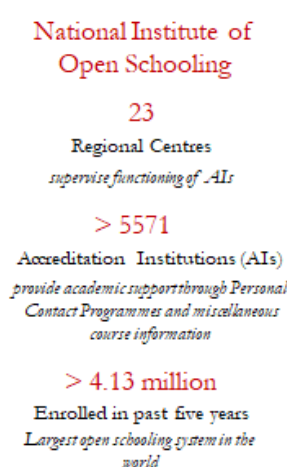 National Institute of
Open Schooling
23
Regional Centres
supervise functioning of AIs
> 5571
Accreditation Institutions (AIs)
provide academic support through Personal
Contact Programmes and miscellaneous
course information
> 4.13 million
Enrolled in past five years
Largest open schooling system in the
world